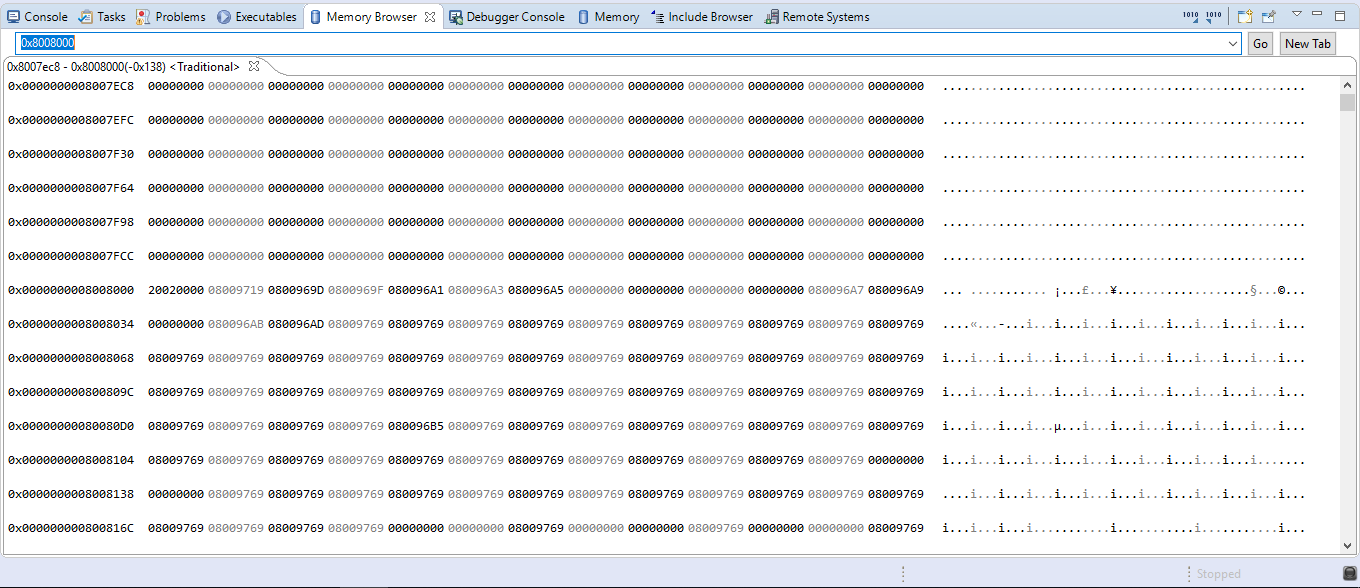 Console Tasks Problems Executables Memory Browser Debugger Console Memory Include Browser Remote Systems 1010 1010
0x8008000 Go New Tab
0x8007ec8 - 0x8008000(-0x138) <Traditional>
0x0000000008007EC8 00000000 00000000 00000000 00000000 00000000 00000000 00000000 00000000 00000000 00000000 00000000 00000000 00000000 ....................................................
0x0000000008007EFC 00000000 00000000 00000000 00000000 00000000 00000000 00000000 00000000 00000000 00000000 00000000 00000000 00000000 ....................................................
0x0000000008007F30 00000000 00000000 00000000 00000000 00000000 00000000 00000000 00000000 00000000 00000000 00000000 00000000 00000000 ....................................................
0x0000000008007F64 00000000 00000000 00000000 00000000 00000000 00000000 00000000 00000000 00000000 00000000 00000000 00000000 00000000 ....................................................
0x0000000008007F98 00000000 00000000 00000000 00000000 00000000 00000000 00000000 00000000 00000000 00000000 00000000 00000000 00000000 ....................................................
0x0000000008007FCC 00000000 00000000 00000000 00000000 00000000 00000000 00000000 00000000 00000000 00000000 00000000 00000000 00000000 ....................................................
0x0000000008008000 20020000 08009719 0800969D 0800969F 080096A1 080096A3 080096A5 00000000 00000000 00000000 00000000 080096A7 080096A9 ... ............¡...£...¥...................§...©...
0x0000000008008034 00000000 080096AB 080096AD 08009769 08009769 08009769 08009769 08009769 08009769 08009769 08009769 08009769 08009769 ....«...-...i...i...i...i...i...i...i...i...i...i...
0x0000000008008068 08009769 08009769 08009769 08009769 08009769 08009769 08009769 08009769 08009769 08009769 08009769 08009769 08009769 i...i...i...i...i...i...i...i...i...i...i...i...i...
0x000000000800809C 08009769 08009769 08009769 08009769 08009769 08009769 08009769 08009769 08009769 08009769 08009769 08009769 08009769 i...i...i...i...i...i...i...i...i...i...i...i...i...
0x00000000080080D0 08009769 08009769 08009769 08009769 080096B5 08009769 08009769 08009769 08009769 08009769 08009769 08009769 08009769 i...i...i...i...µ...i...i...i...i...i...i...i...i...
0x0000000008008104 08009769 08009769 08009769 08009769 08009769 08009769 08009769 08009769 08009769 08009769 08009769 08009769 00000000 i...i...i...i...i...i...i...i...i...i...i...i.......
0x0000000008008138 00000000 08009769 08009769 08009769 08009769 08009769 08009769 08009769 08009769 08009769 08009769 08009769 08009769 ....i...i...i...i...i...i...i...i...i...i...i...i...
0x000000000800816C 08009769 08009769 08009769 08009769 00000000 00000000 08009769 00000000 00000000 08009769 00000000 00000000 08009769 i...i...i...i...........i...........i...........i...
Stopped